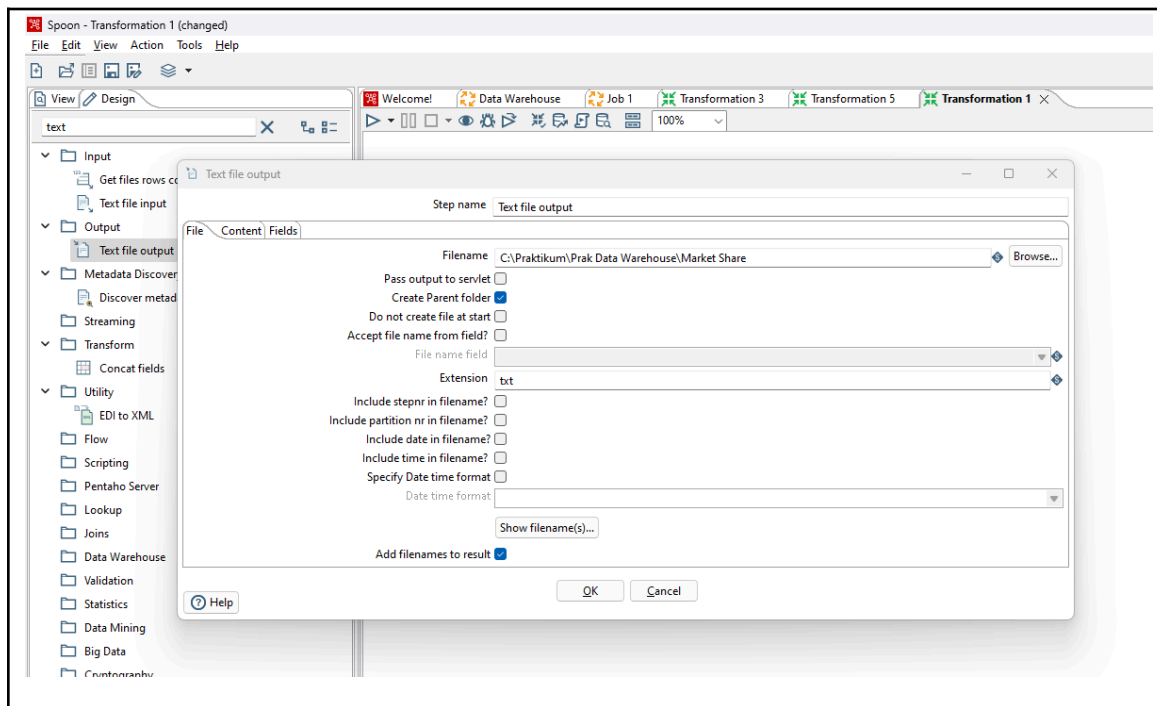 Spoon - Transformation 1 (changed)
File Edit View Action Tools Help
View Design
Welcome! Data Warehouse Job 1 Transformation 3 Transformation 5 Transformation 1
text
100%
Input
Get files rows co
Text file input
Output
Text file output
Metadata Discover
Discover metad
Streaming
Transform
Concat fields
Utility
EDI to XML
Flow
Scripting
Pentaho Server
Lookup
Joins
Data Warehouse
Validation
Statistics
Data Mining
Big Data
Cryptography
Text file output
Step name Text file output
File Content Fields
Filename C:\Praktikum\Prak Data Warehouse\Market Share Browse...
Pass output to servlet
Create Parent folder
Do not create file at start
Accept file name from field?
File name field
Extension txt
Include stepnr in filename?
Include partition nr in filename?
Include date in filename?
Include time in filename?
Specify Date time format
Date time format
Show filename(s)...
Add filenames to result
OK Cancel
Help